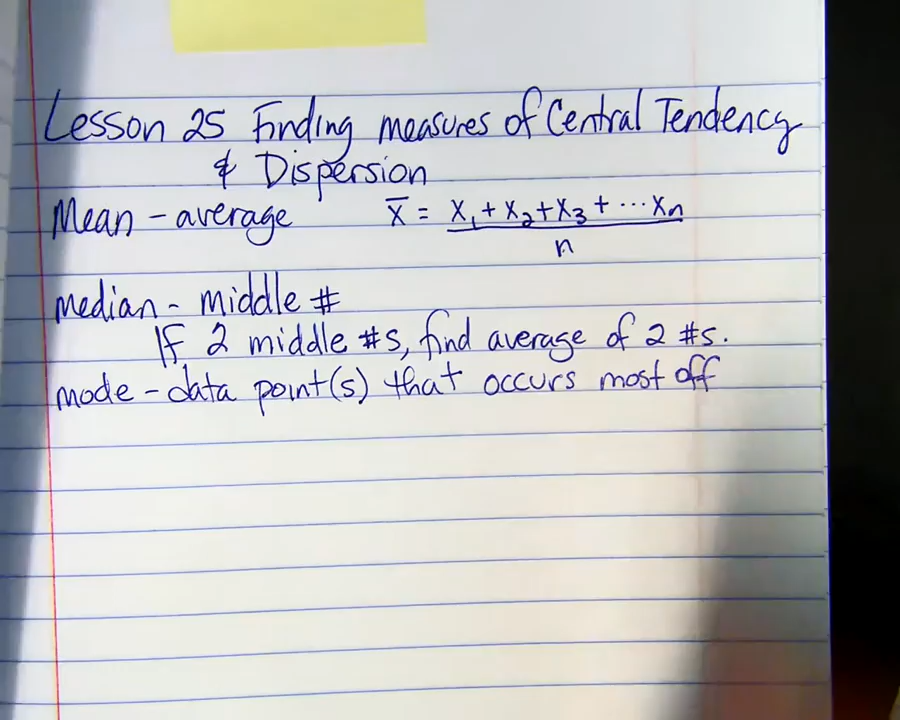 Lesson 25 Finding measures of Central Tendency
& Dispersion
Mean - average x̄ = x₁ + x₂ + x₃ + ... xₙ
n
median - middle #
If 2 middle #s, find average of 2 #s.
mode - data point(s) that occurs most off